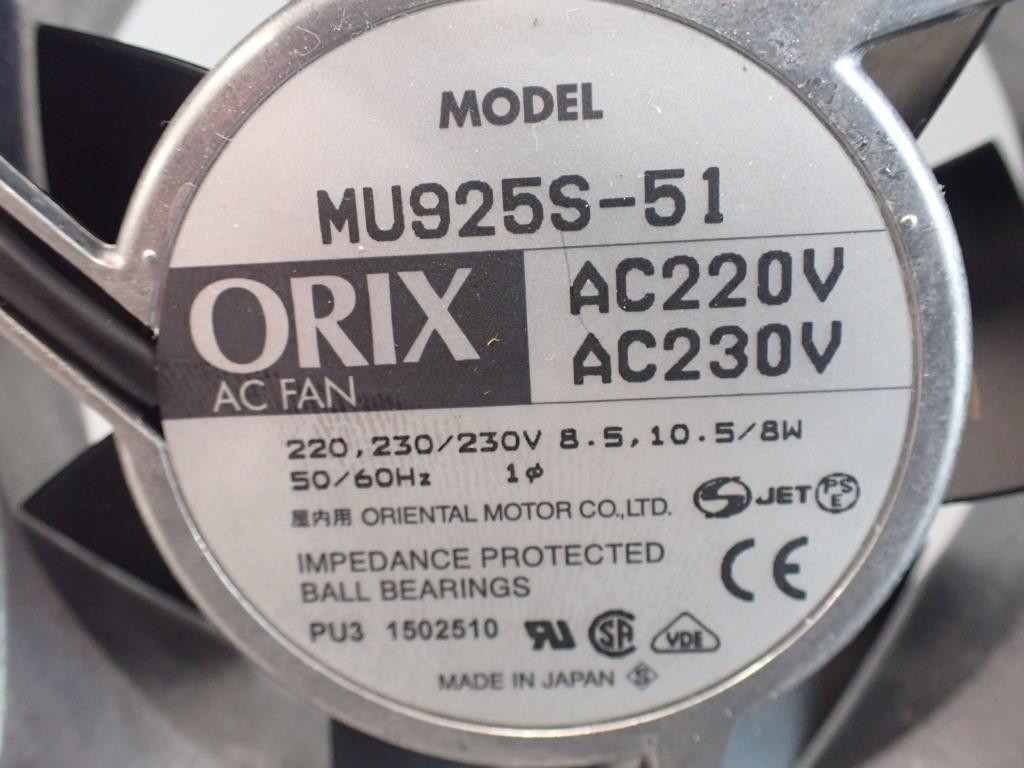 MODEL
MU925S-51
ORIX
AC FAN
AC220V
AC230V
220,230/230V 8.5,10.5/8W
50/60Hz 1ϕ
屋内用 ORIENTAL MOTOR CO.,LTD.
S JET PSE
IMPEDANCE PROTECTED
BALL BEARINGS
CE
PU3 1502510 RU SA VDE
MADE IN JAPAN S